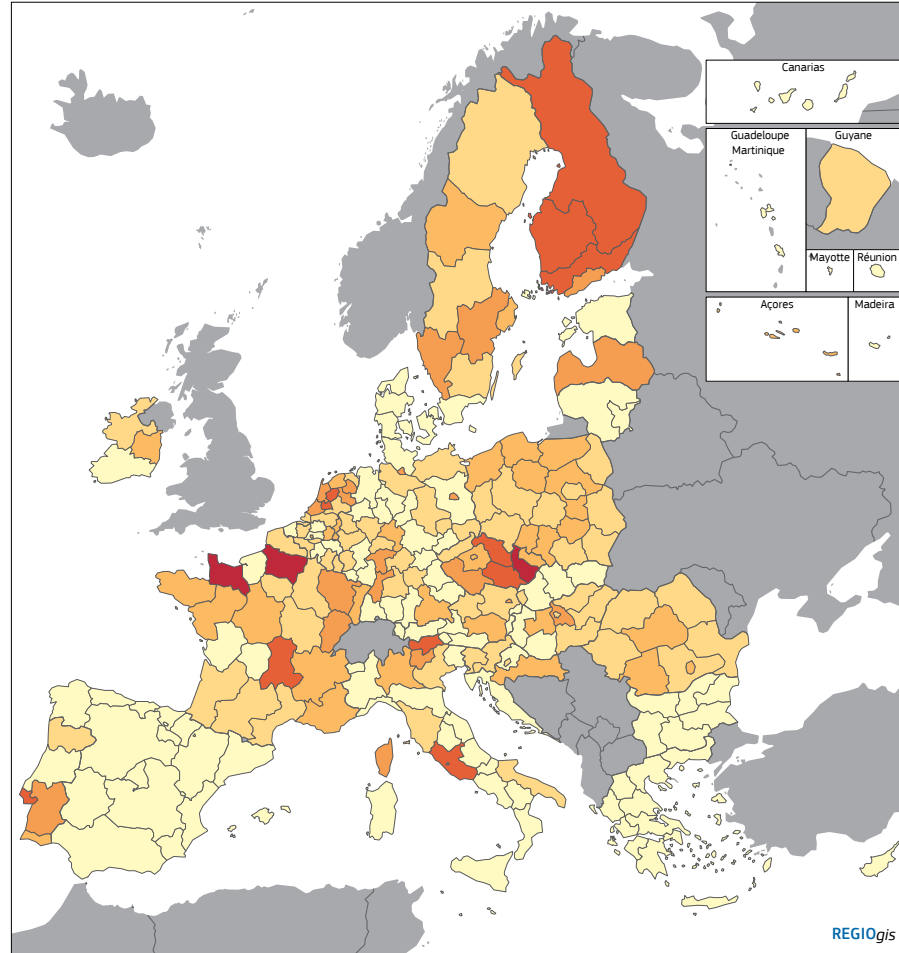 Canarias
Guadeloupe
Martinique
Guyane
Mayotte
Réunion
Açores
Madeira
REGIOgis